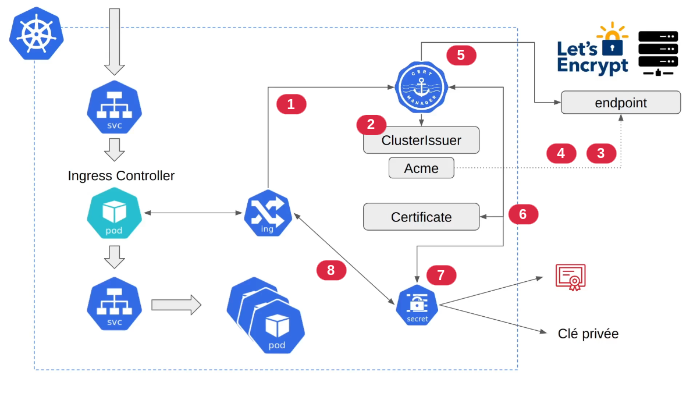 Let's
Encrypt
5
CERT
MANAGER
endpoint
1
svc
2
ClusterIssuer
4
3
Acme
Ingress Controller
pod
ing
Certificate
6
8
7
svc
pod
secret
Clé privée